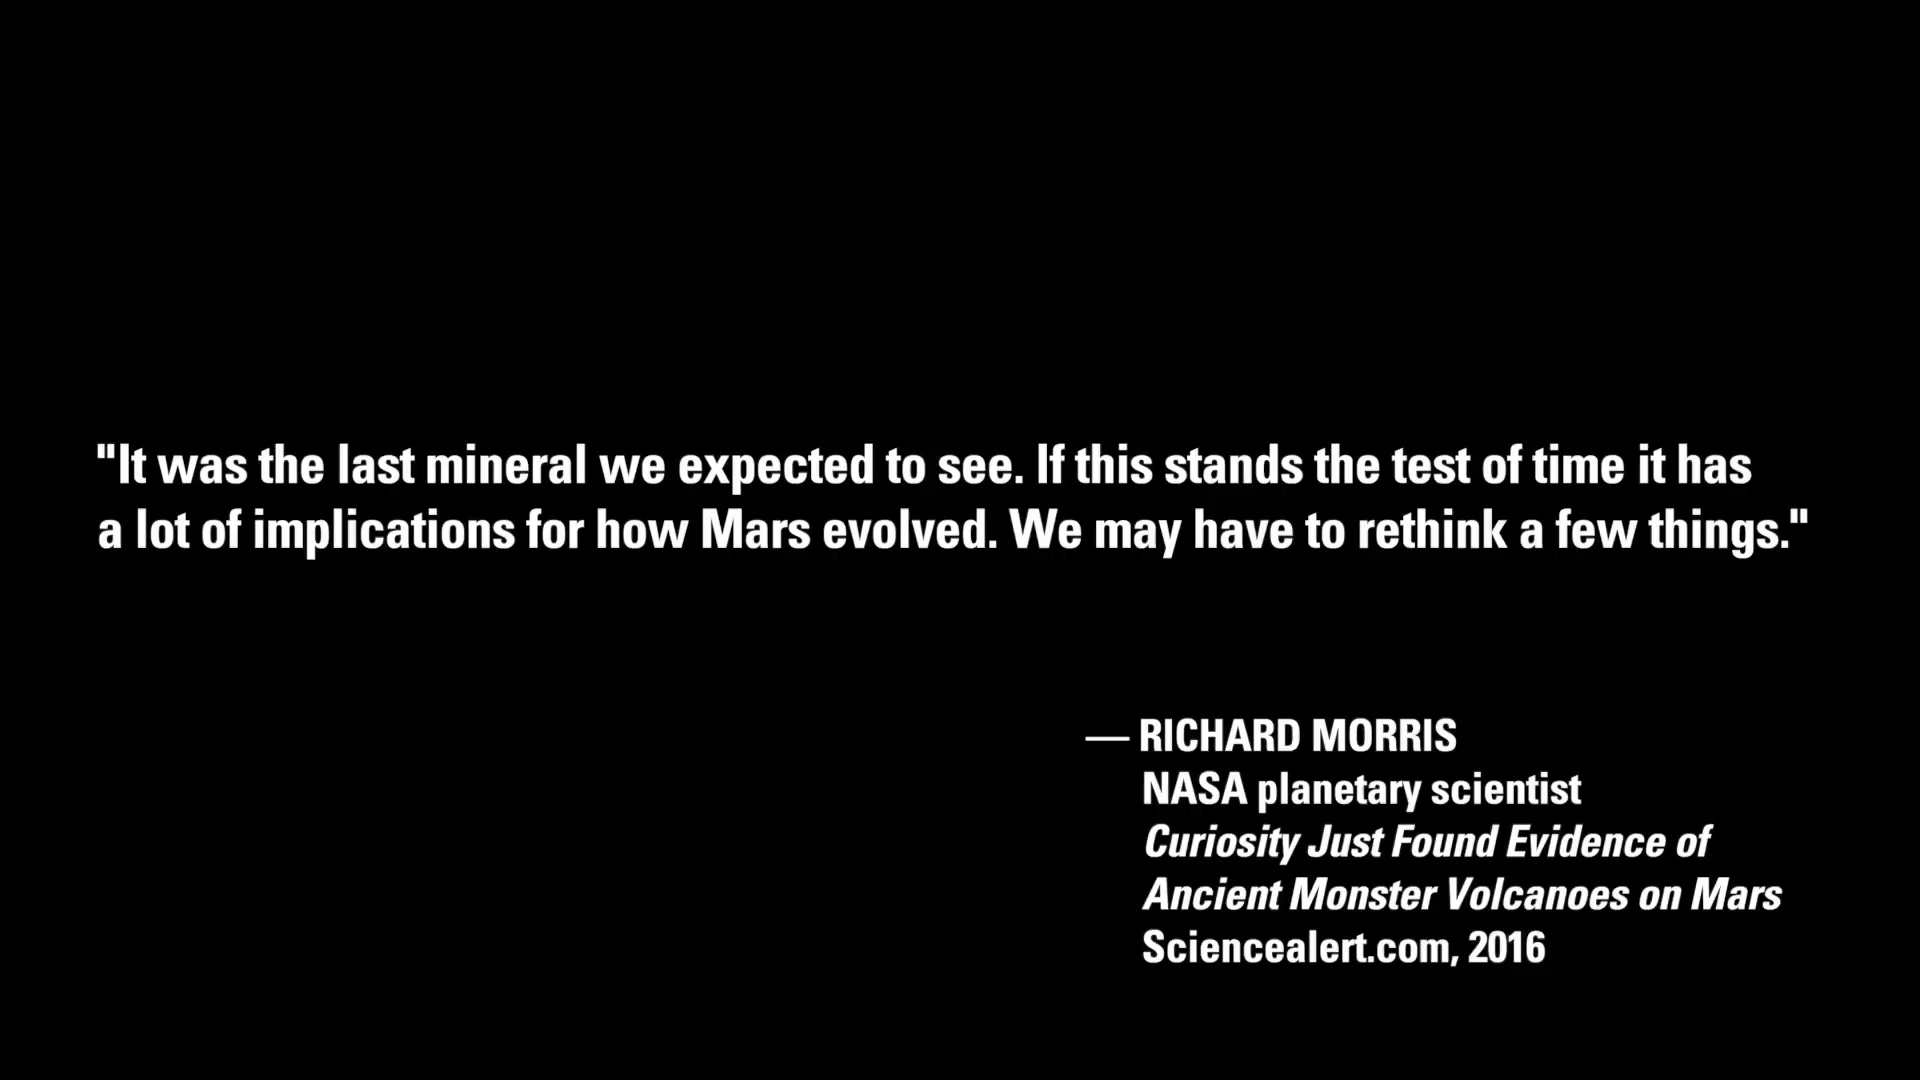 "It was the last mineral we expected to see. If this stands the test of time it has
a lot of implications for how Mars evolved. We may have to rethink a few things."
— RICHARD MORRIS
NASA planetary scientist
Curiosity Just Found Evidence of
Ancient Monster Volcanoes on Mars
Sciencealert.com, 2016